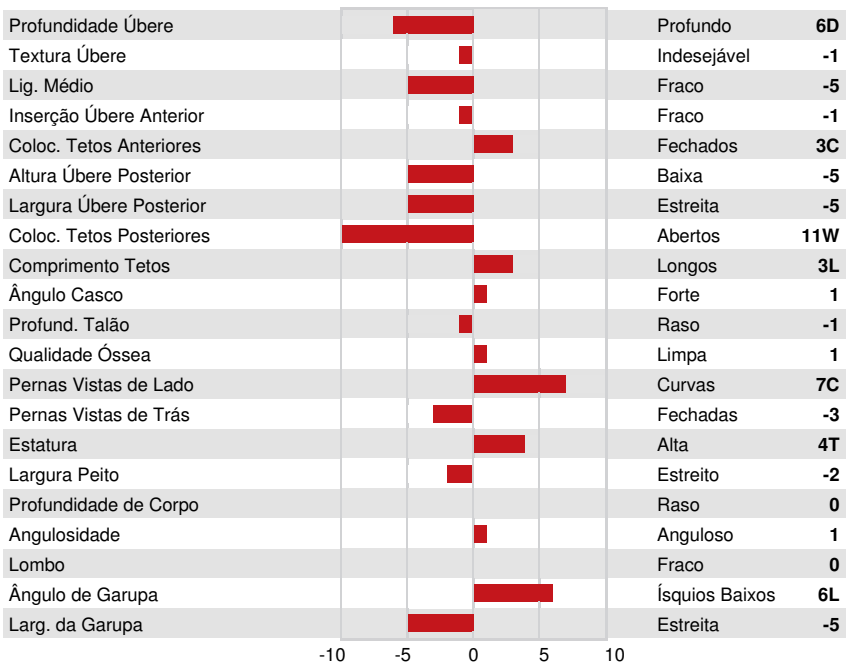 Profundidade Úbere Profundo 6D
Textura Úbere Indesejável -1
Lig. Médio Fraco -5
Inserção Úbere Anterior Fraco -1
Coloc. Tetos Anteriores Fechados 3C
Altura Úbere Posterior Baixa -5
Largura Úbere Posterior Estreita -5
Coloc. Tetos Posteriores Abertos 11W
Comprimento Tetos Longos 3L
Ângulo Casco Forte 1
Profund. Talão Raso -1
Qualidade Óssea Limpa 1
Pernas Vistas de Lado Curvas 7C
Pernas Vistas de Trás Fechadas -3
Estatura Alta 4T
Largura Peito Estreito -2
Profundidade de Corpo Raso 0
Angulosidade Anguloso 1
Lombo Fraco 0
Ângulo de Garupa Ísquios Baixos 6L
Larg. da Garupa Estreita -5
-10 -5 0 5 10